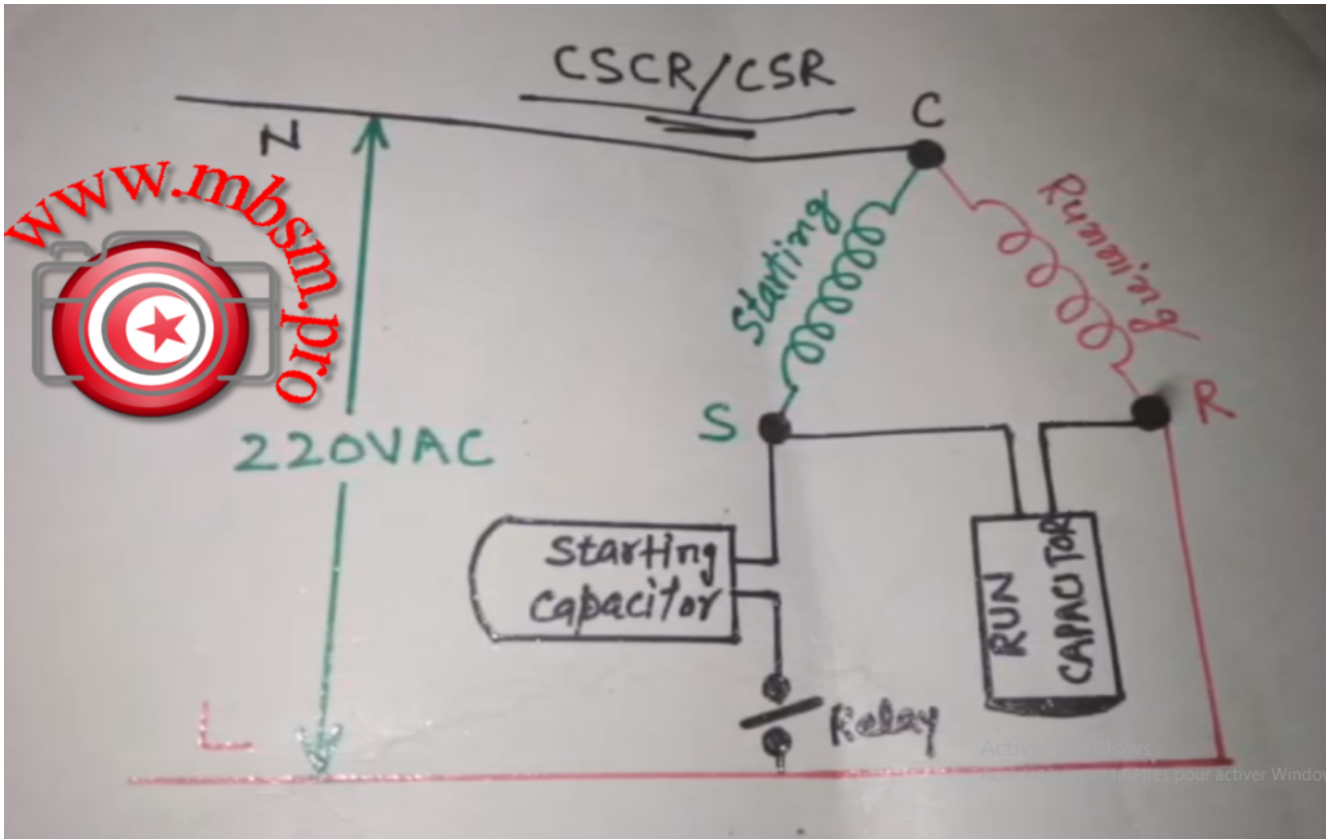 CSCR/CSR
N
C
www.mbsm.pro
Starting
Running
S
R
220VAC
Starting
capacitor
RUN
CAPACITOR
Relay
L